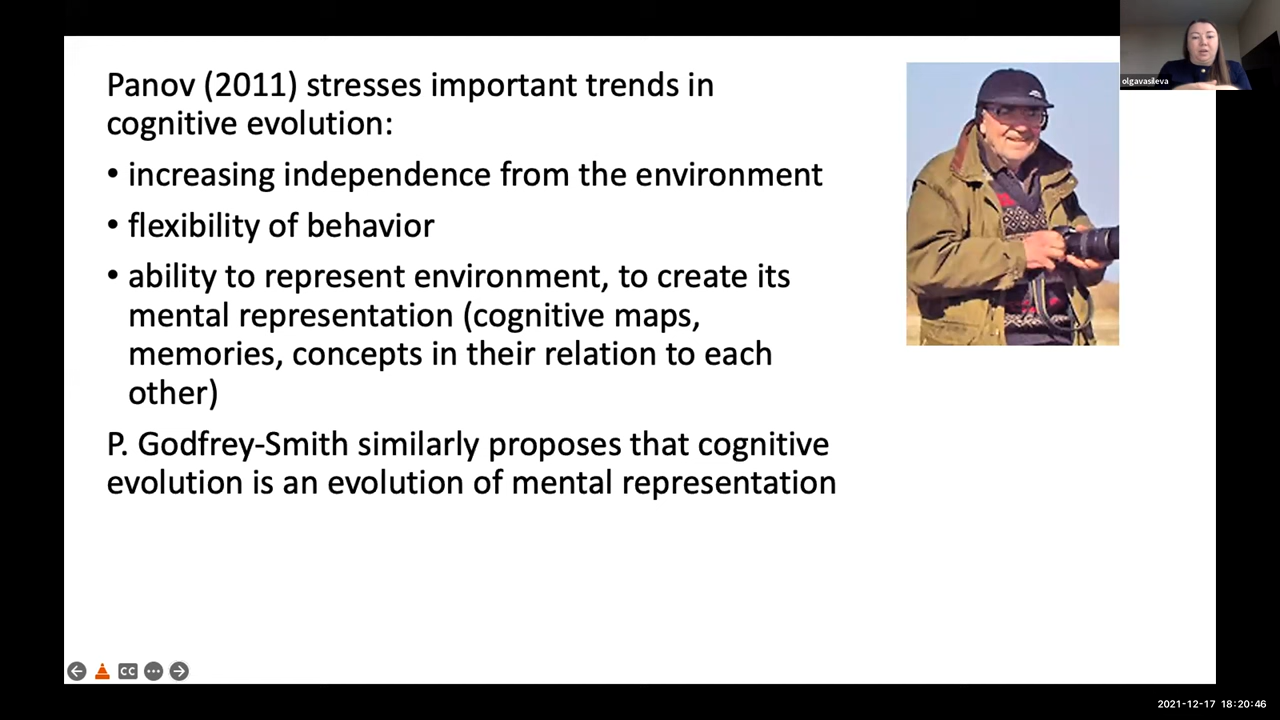 Panov (2011) stresses important trends in
cognitive evolution:
• increasing independence from the environment
• flexibility of behavior
• ability to represent environment, to create its
mental representation (cognitive maps,
memories, concepts in their relation to each
other)
P. Godfrey-Smith similarly proposes that cognitive
evolution is an evolution of mental representation
olgavasileva
CC
2021-12-17 18:20:46